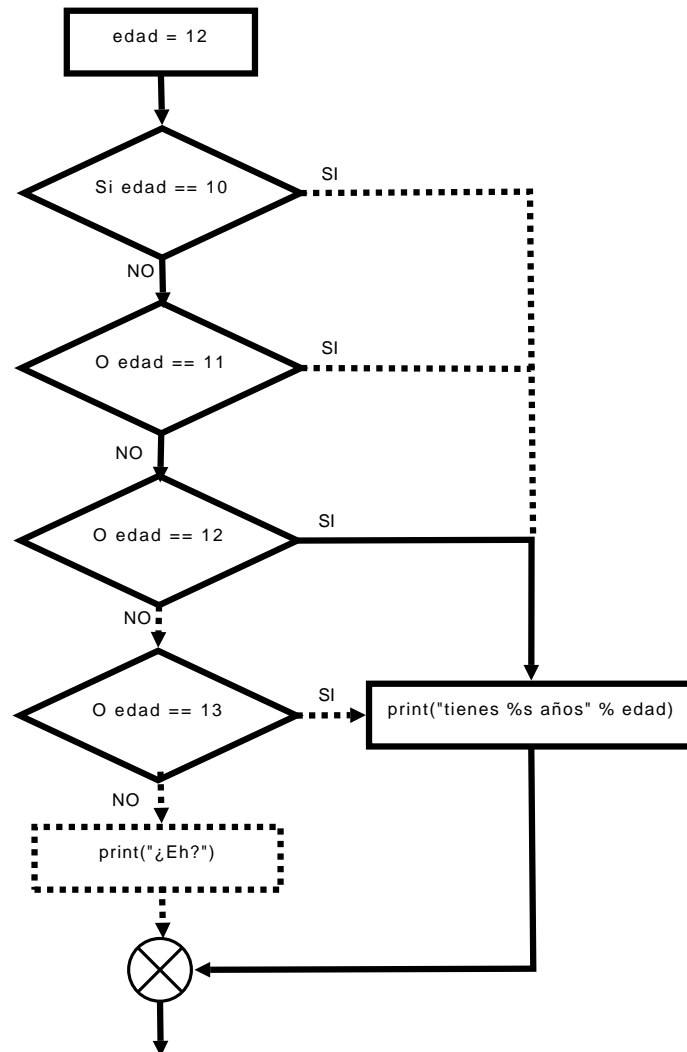 edad = 12
Si edad == 10
SI
NO
O edad == 11
SI
NO
O edad == 12
SI
NO
O edad == 13
SI
print("tienes %s años" % edad)
NO
print("¿Eh?")